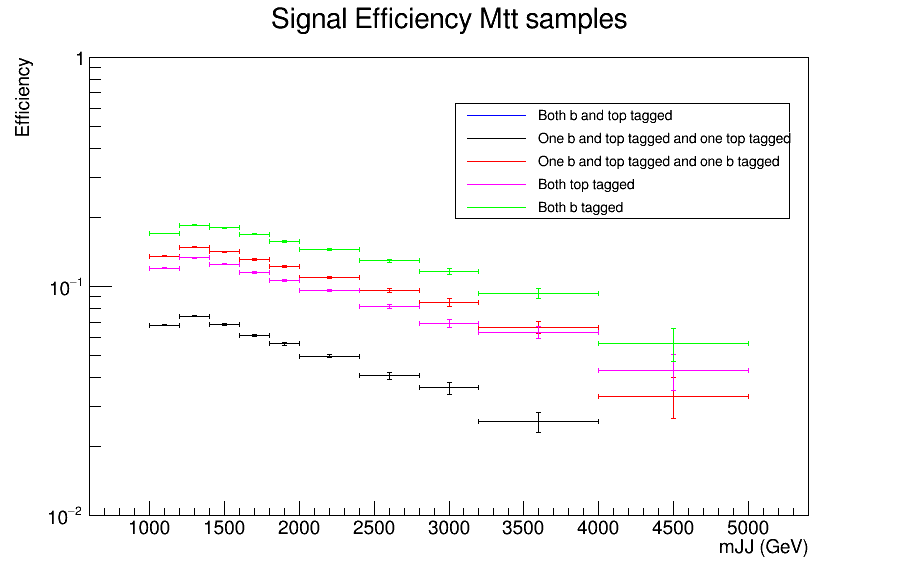 Signal Efficiency Mtt samples
Efficiency
1
10⁻¹
10⁻²
Both b and top tagged
One b and top tagged and one top tagged
One b and top tagged and one b tagged
Both top tagged
Both b tagged
1000 1500 2000 2500 3000 3500 4000 4500 5000
mJJ (GeV)